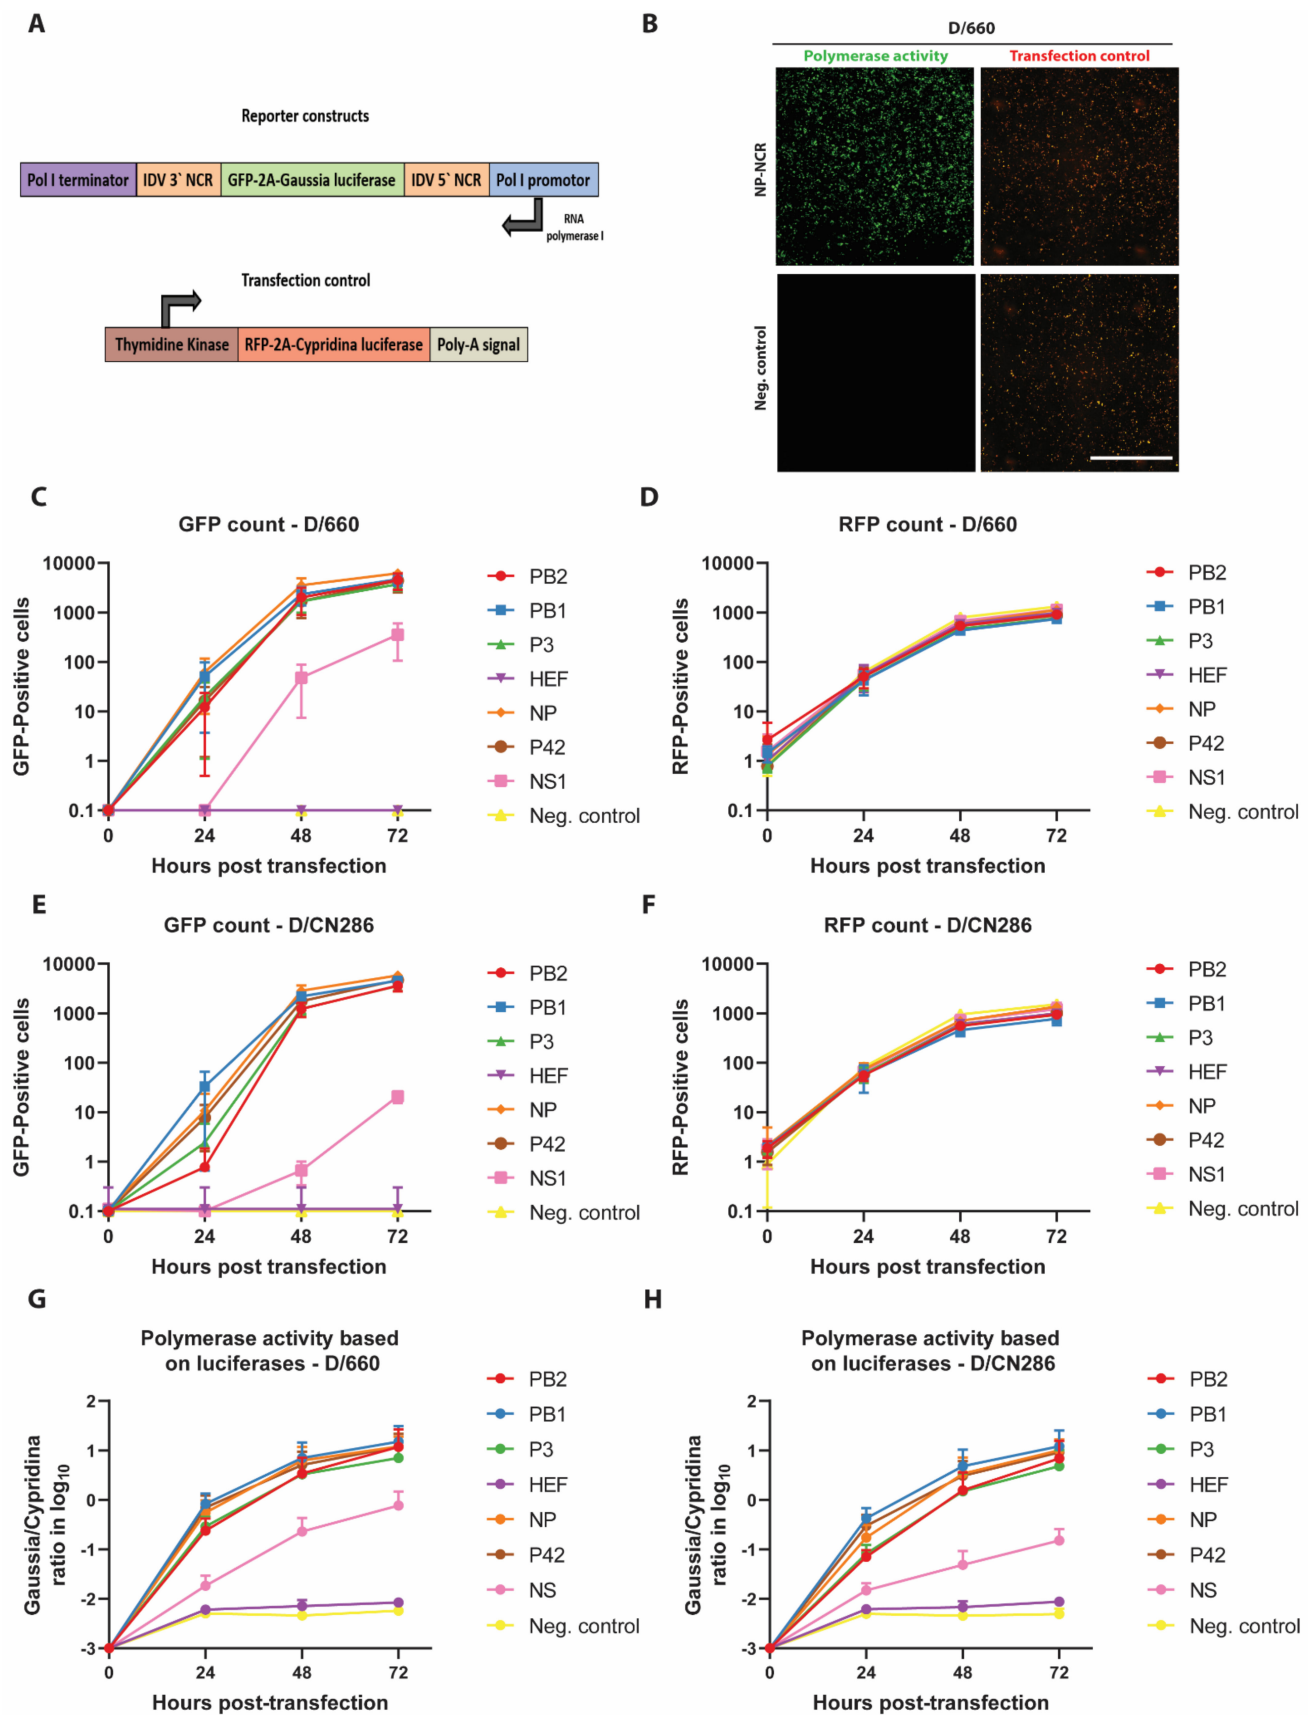 A
Reporter constructs
Pol I terminator
IDV 3` NCR
GFP-2A-Gaussia luciferase
IDV 5` NCR
Pol I promotor
RNA
polymerase I
Transfection control
Thymidine Kinase
RFP-2A-Cypridina luciferase
Poly-A signal
B
D/660
Polymerase activity
Transfection control
NP-NCR
Neg. control
C
GFP count - D/660
GFP-Positive cells
10000
1000
100
10
1
0.1
0
24
48
72
Hours post transfection
PB2
PB1
P3
HEF
NP
P42
NS1
Neg. control
D
RFP count - D/660
RFP-Positive cells
10000
1000
100
10
1
0.1
0
24
48
72
Hours post transfection
PB2
PB1
P3
HEF
NP
P42
NS1
Neg. control
E
GFP count - D/CN286
GFP-Positive cells
10000
1000
100
10
1
0.1
0
24
48
72
Hours post transfection
PB2
PB1
P3
HEF
NP
P42
NS1
Neg. control
F
RFP count - D/CN286
RFP-Positive cells
10000
1000
100
10
1
0.1
0
24
48
72
Hours post transfection
PB2
PB1
P3
HEF
NP
P42
NS1
Neg. control
G
Polymerase activity based
on luciferases - D/660
Gaussia/Cypridina
ratio in log10
2
1
0
-1
-2
-3
0
24
48
72
Hours post-transfection
PB2
PB1
P3
HEF
NP
P42
NS
Neg. control
H
Polymerase activity based
on luciferases - D/CN286
Gaussia/Cypridina
ratio in log10
2
1
0
-1
-2
-3
0
24
48
72
Hours post-transfection
PB2
PB1
P3
HEF
NP
P42
NS
Neg. control